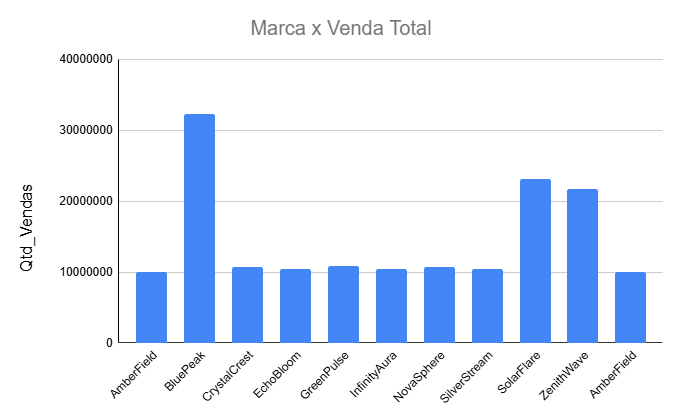 Marca x Venda Total
Qtd_Vendas
40000000
30000000
20000000
10000000
0
AmberField
BluePeak
CrystalCrest
EchoBloom
GreenPulse
InfinityAura
NovaSphere
SilverStream
SolarFlare
ZenithWave
AmberField